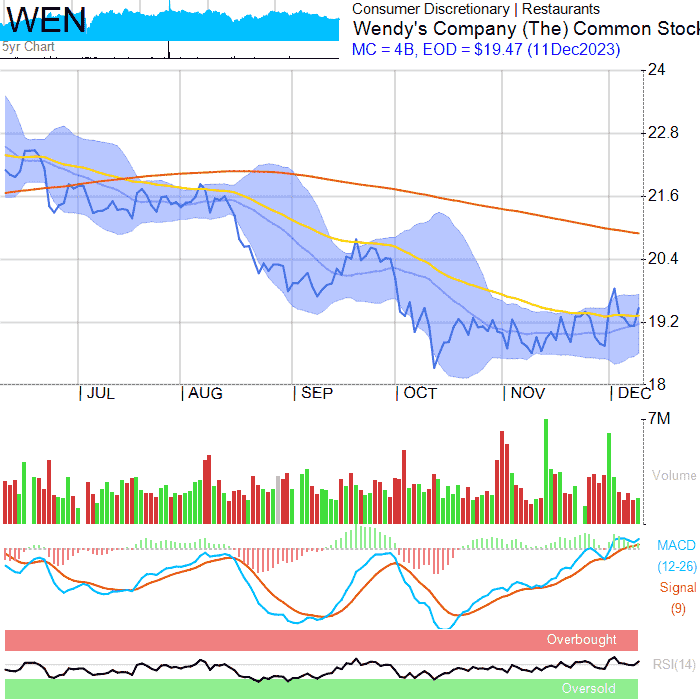 WEN
5yr Chart
Consumer Discretionary | Restaurants
Wendy's Company (The) Common Stock
MC = 4B, EOD = $19.47 (11Dec2023)
24
22.8
21.6
20.4
19.2
18
JUL AUG SEP OCT NOV DEC
7M
Volume
MACD
(12-26)
Signal
(9)
Overbought
RSI(14)
Oversold